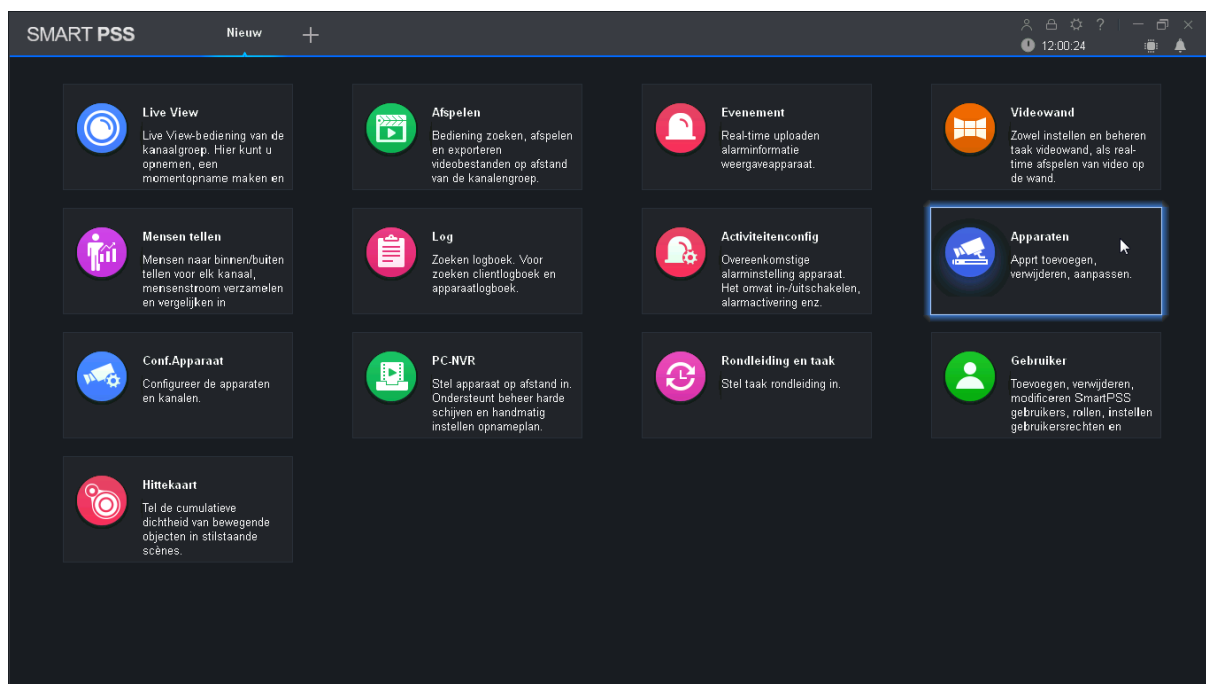 SMART PSS
Nieuw
?
12:00:24
Live View
Live View-bediening van de
kanaalgroep. Hier kunt u
opnemen, een
momentopname maken en
Afspelen
Bediening zoeken, afspelen
en exporteren
videobestanden op afstand
van de kanalengroep.
Evenement
Real-time uploaden
alarminformatie
weergaveapparaat.
Videowand
Zowel instellen en beheren
taak videowand, als real-
time afspelen van video op
de wand.
Mensen tellen
Mensen naar binnen/buiten
tellen voor elk kanaal,
mensenstroom verzamelen
en vergelijken in
Log
Zoeken logboek. Voor
zoeken clientlogboek en
apparaatlogboek.
Activiteitenconfig
Overeenkomstige
alarminstelling apparaat.
Het omvat in-/uitschakelen,
alarmactivering enz.
Apparaten
Apprt toevoegen,
verwijderen, aanpassen.
Conf.Apparaat
Configureer de apparaten
en kanalen.
PC-NVR
Stel apparaat op afstand in.
Ondersteunt beheer harde
schijven en handmatig
instellen opnameplan.
Rondleiding en taak
Stel taak rondleiding in.
Gebruiker
Toevoegen, verwijderen,
modificeren SmartPSS
gebruikers, rollen, instellen
gebruikersrechten en
Hittekaart
Tel de cumulatieve
dichtheid van bewegende
objecten in stilstaande
scènes.